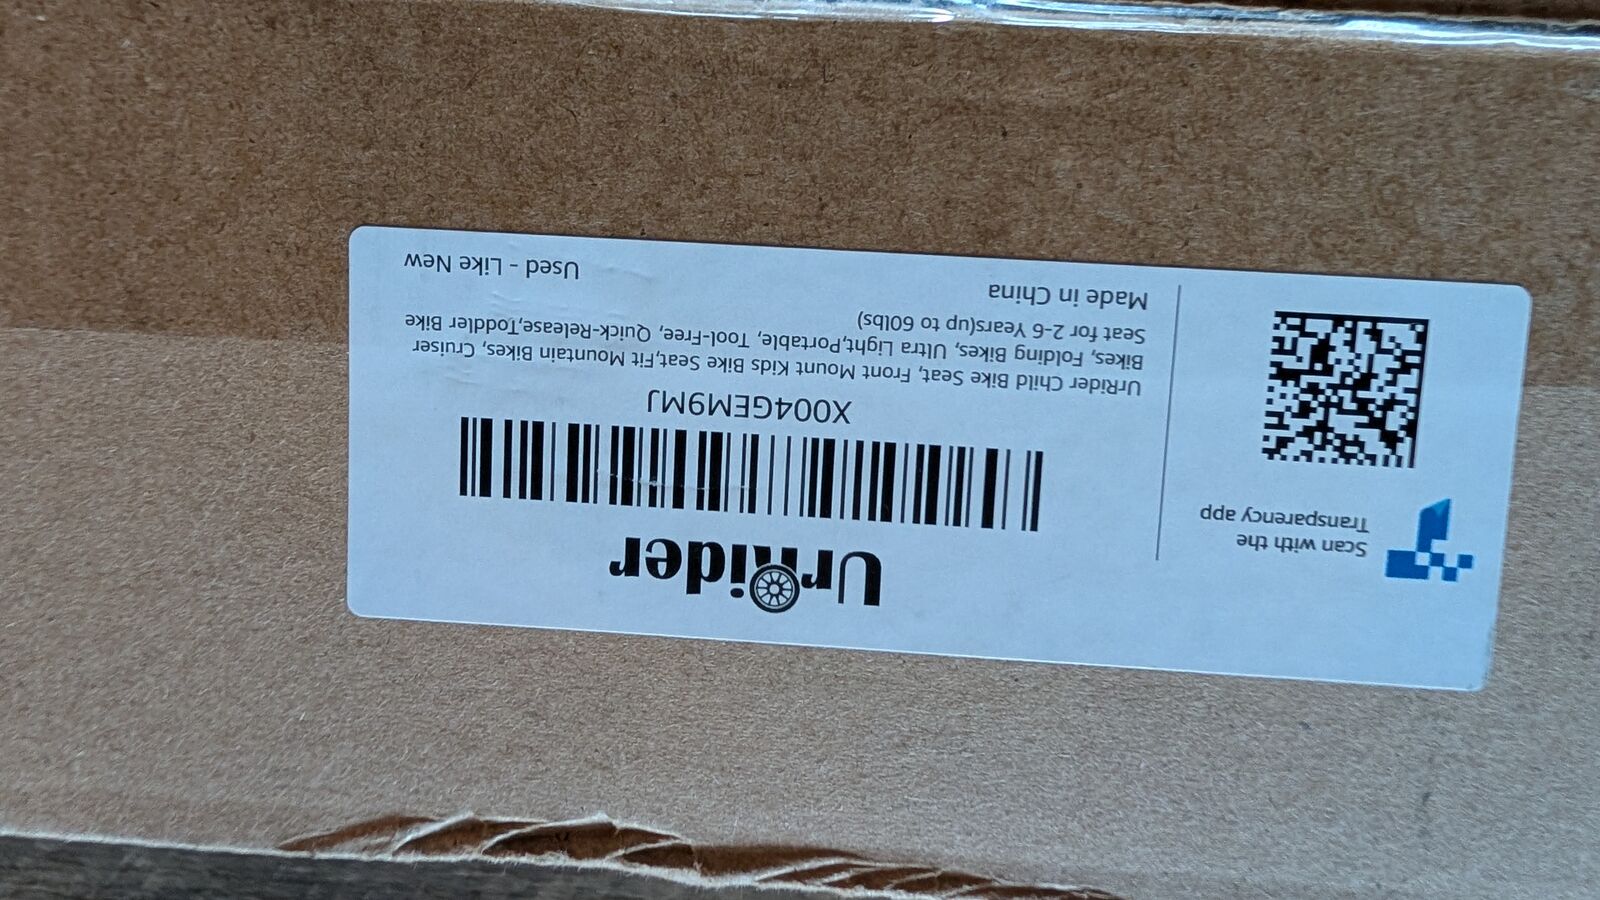 Scan with the
Transparency app
UrRider
X004GEM9MJ
UrRider Child Bike Seat, Front Mount Kids Bike Seat,Fit Mountain Bikes, Cruiser
Bikes, Folding Bikes, Ultra Light,Portable, Tool-Free, Quick-Release,Toddler Bike
Seat for 2-6 Years(up to 60lbs)
Made in China
Used - Like New